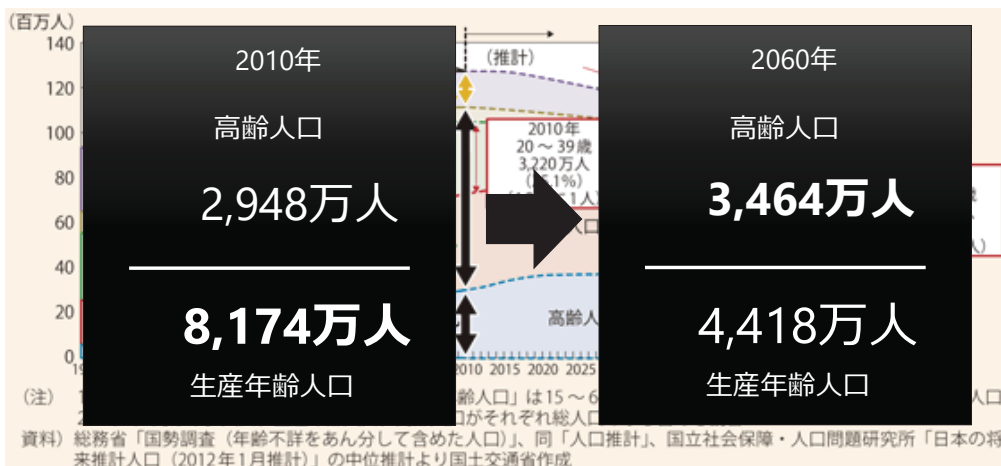 （百万人）
140
120
100
80
60
40
20
0
2010年
高齢人口
2,948万人
8,174万人
生産年齢人口
（推計）
2010年
20～39歳
3,220万人
2010 2015 2020 2025
2060年
高齢人口
3,464万人
4,418万人
生産年齢人口
（注）
資料）総務省「国勢調査（年齢不詳をあん分して含めた人口）」、同「人口推計」、国立社会保障・人口問題研究所「日本の将
来推計人口（2012年1月推計）」の中位推計より国土交通省作成